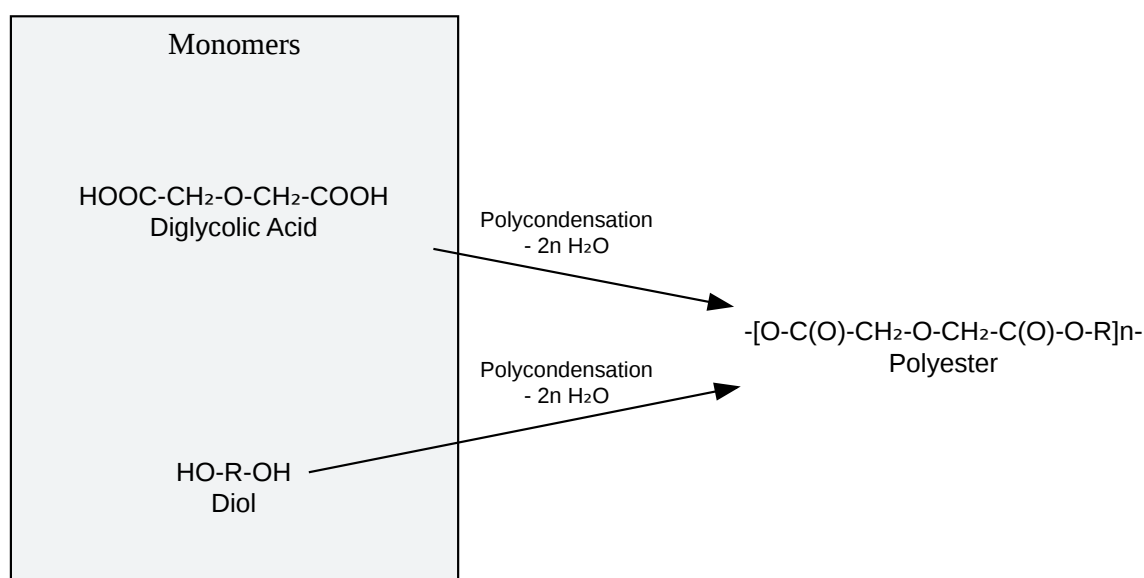 Monomers
HOOC-CH₂-O-CH₂-COOH
Diglycolic Acid
Polycondensation
- 2n H₂O
-[O-C(O)-CH₂-O-CH₂-C(O)-O-R]n-
Polyester
Polycondensation
- 2n H₂O
HO-R-OH
Diol